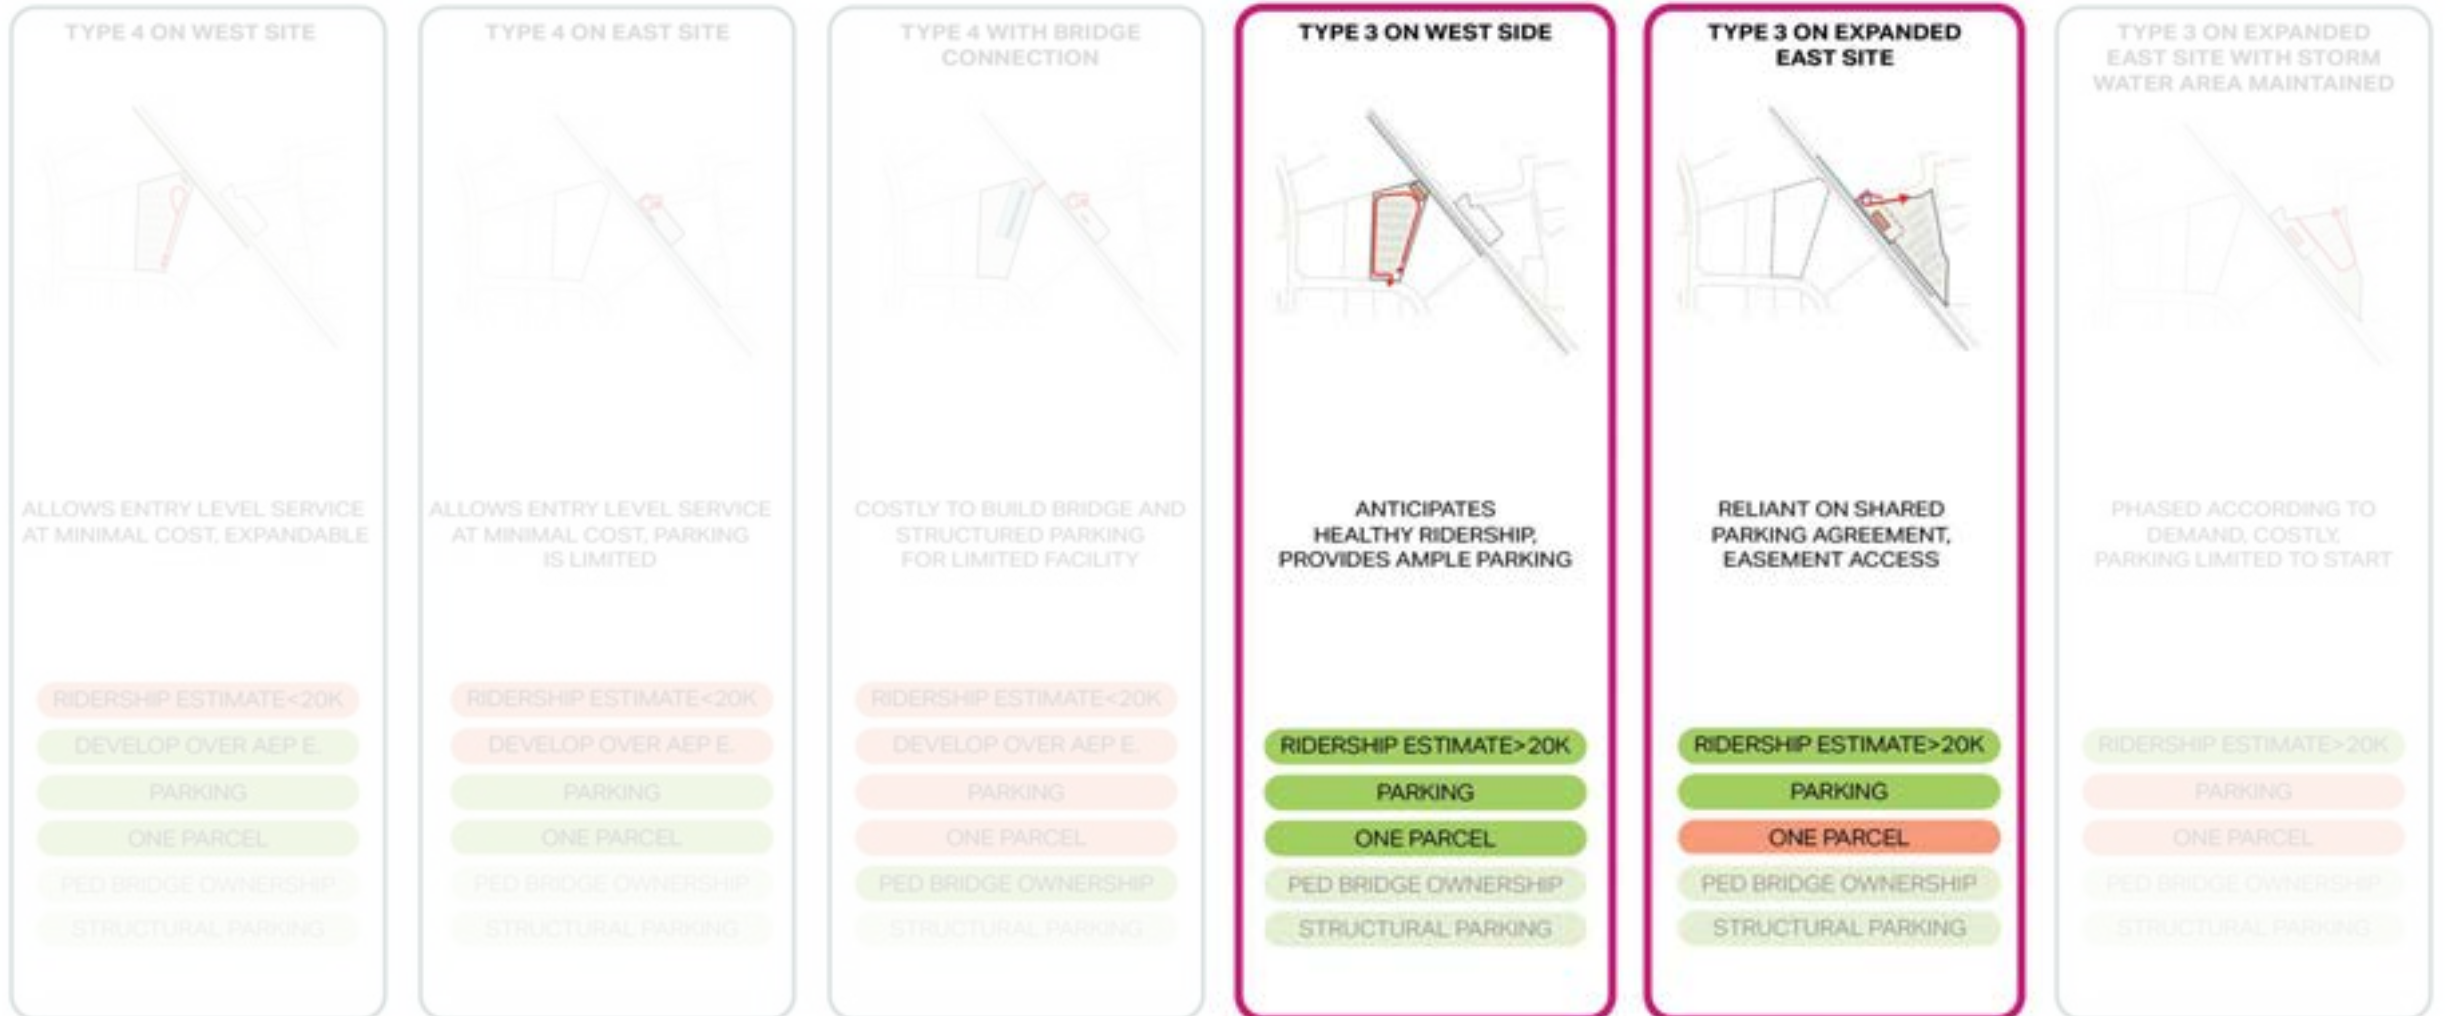 TYPE 4 ON WEST SITE
ALLOWS ENTRY LEVEL SERVICE
AT MINIMAL COST, EXPANDABLE
RIDERSHIP ESTIMATE<20K
DEVELOP OVER AEP E.
PARKING
ONE PARCEL
PED BRIDGE OWNERSHIP
STRUCTURAL PARKING
TYPE 4 ON EAST SITE
ALLOWS ENTRY LEVEL SERVICE
AT MINIMAL COST, PARKING
IS LIMITED
RIDERSHIP ESTIMATE<20K
DEVELOP OVER AEP E.
PARKING
ONE PARCEL
PED BRIDGE OWNERSHIP
STRUCTURAL PARKING
TYPE 4 WITH BRIDGE
CONNECTION
COSTLY TO BUILD BRIDGE AND
STRUCTURED PARKING
FOR LIMITED FACILITY
RIDERSHIP ESTIMATE<20K
DEVELOP OVER AEP E.
PARKING
ONE PARCEL
PED BRIDGE OWNERSHIP
STRUCTURAL PARKING
TYPE 3 ON WEST SIDE
ANTICIPATES
HEALTHY RIDERSHIP,
PROVIDES AMPLE PARKING
RIDERSHIP ESTIMATE>20K
PARKING
ONE PARCEL
PED BRIDGE OWNERSHIP
STRUCTURAL PARKING
TYPE 3 ON EXPANDED
EAST SITE
RELIANT ON SHARED
PARKING AGREEMENT,
EASEMENT ACCESS
RIDERSHIP ESTIMATE>20K
PARKING
ONE PARCEL
PED BRIDGE OWNERSHIP
STRUCTURAL PARKING
TYPE 3 ON EXPANDED
EAST SITE WITH STORM
WATER AREA MAINTAINED
PHASED ACCORDING TO
DEMAND, COSTLY,
PARKING LIMITED TO START
RIDERSHIP ESTIMATE>20K
PARKING
ONE PARCEL
PED BRIDGE OWNERSHIP
STRUCTURAL PARKING